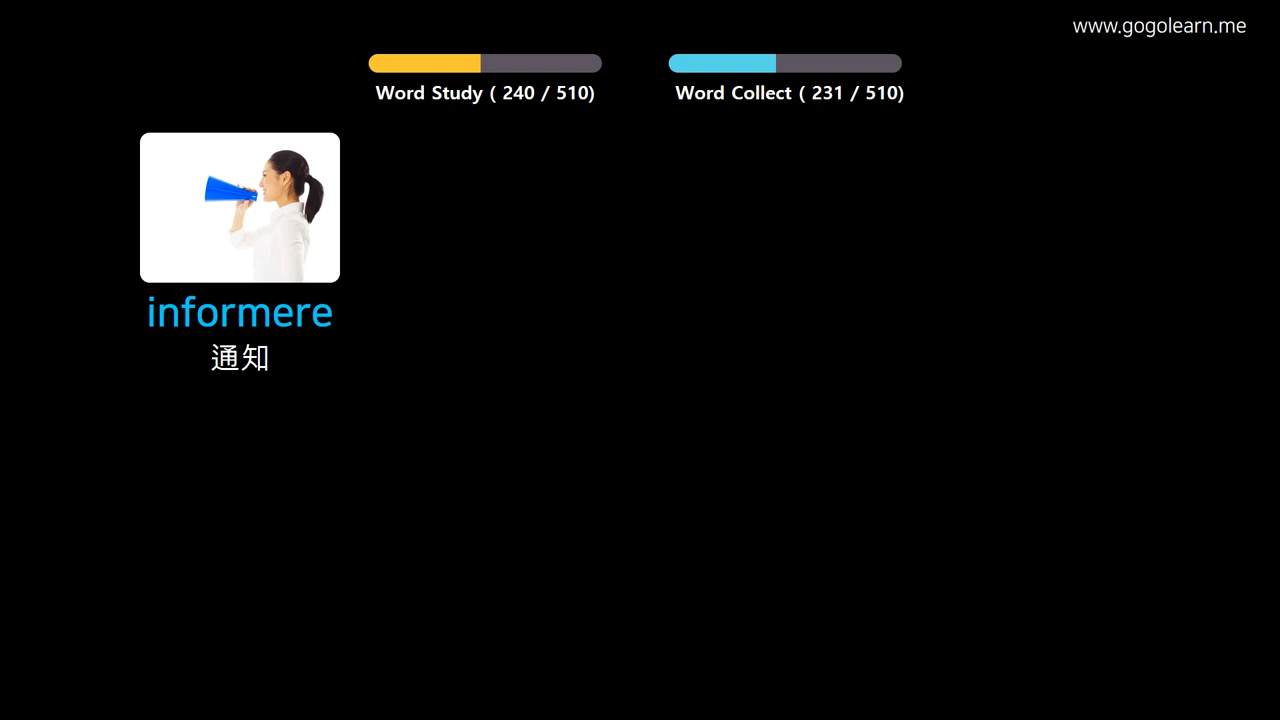 www.gogolearn.me
Word Study ( 240 / 510)
Word Collect ( 231 / 510)
informere
通知